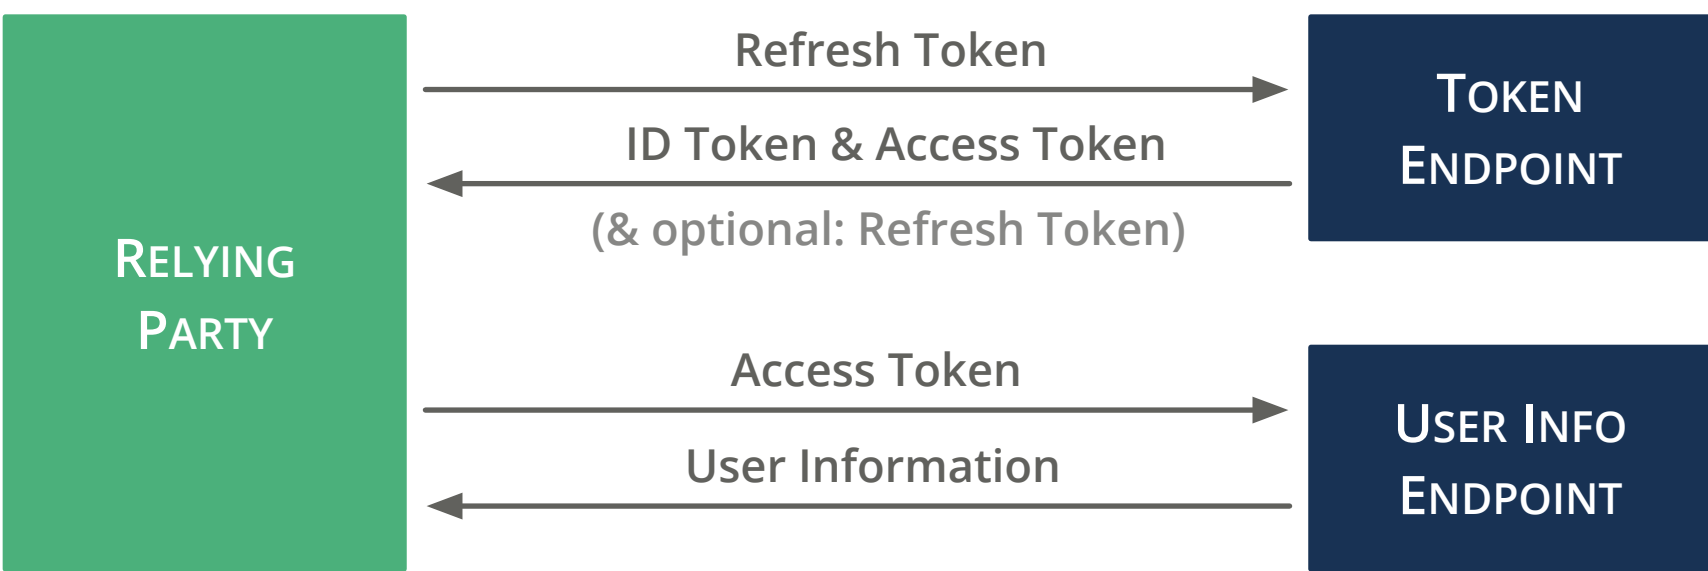 Refresh Token
ID Token & Access Token
(& optional: Refresh Token)
TOKEN
ENDPOINT
RELYING
PARTY
Access Token
User Information
USER INFO
ENDPOINT